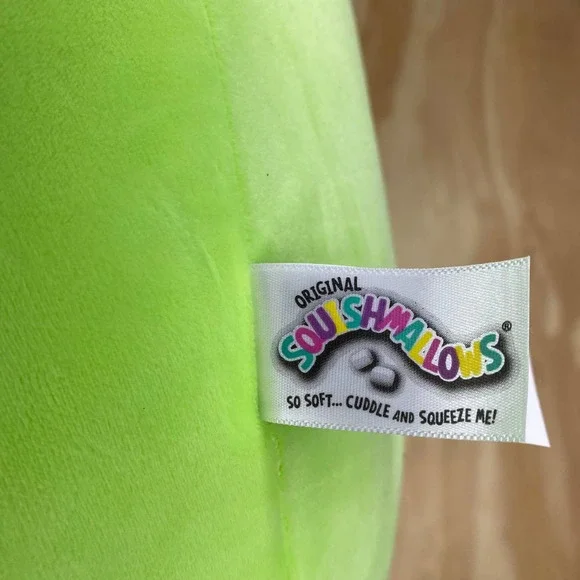 ORIGINAL
SQUISHMALLOWS®
SO SOFT... CUDDLE AND SQUEEZE ME!